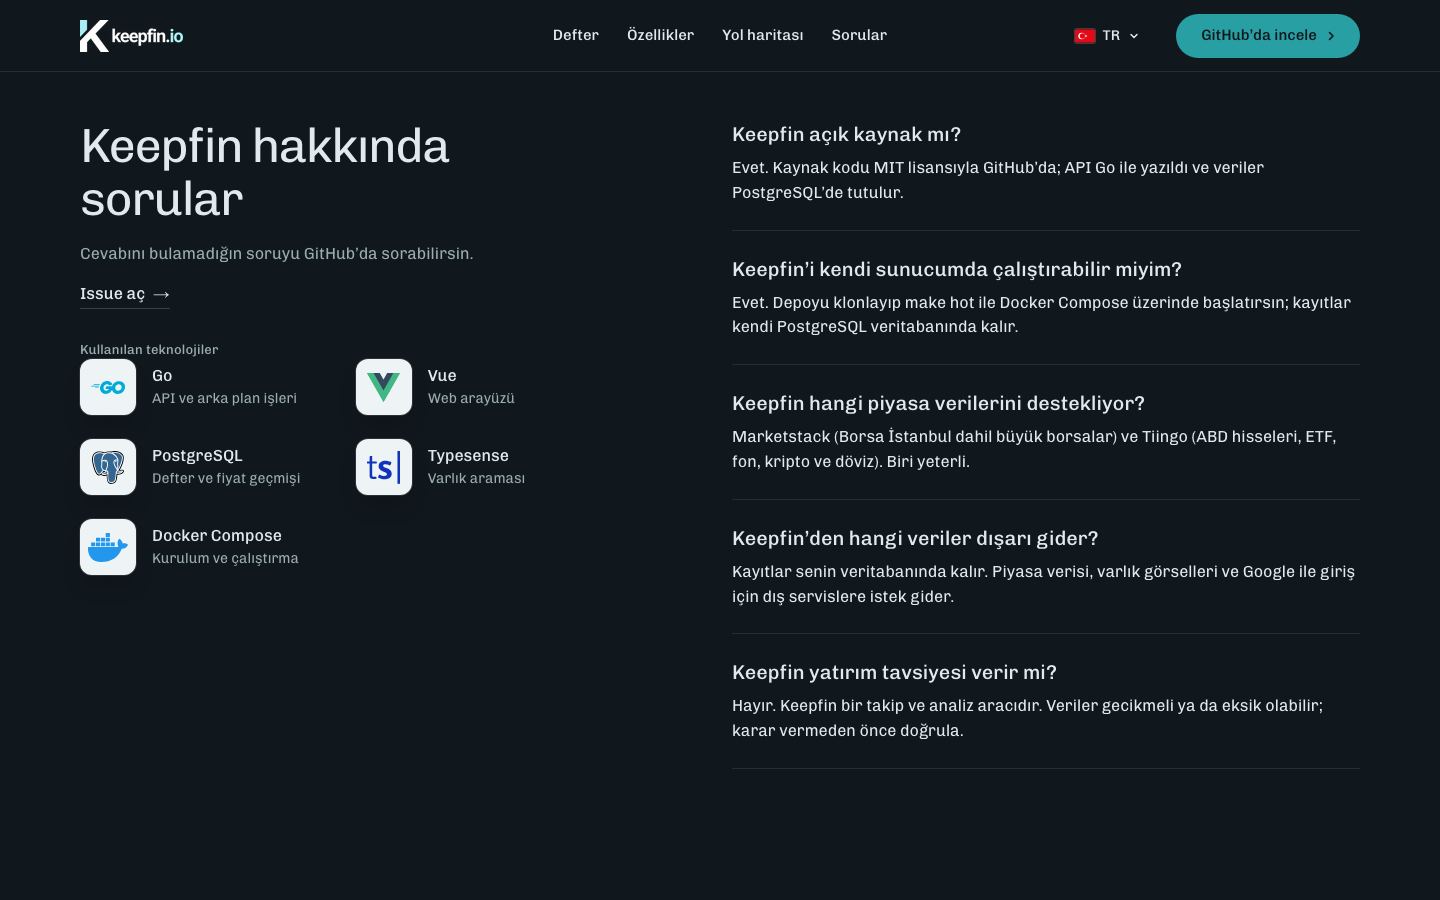 keepfin.io
Defter
Özellikler
Yol haritası
Sorular
TR
GitHub’da incele
Keepfin hakkında
sorular
Cevabını bulamadığın soruyu GitHub’da sorabilirsin.
Issue aç →
Kullanılan teknolojiler
GO
Go
API ve arka plan işleri
Vue
Web arayüzü
PostgreSQL
Defter ve fiyat geçmişi
ts|
Typesense
Varlık araması
Docker Compose
Kurulum ve çalıştırma
Keepfin açık kaynak mı?
Evet. Kaynak kodu MIT lisansıyla GitHub’da; API Go ile yazıldı ve veriler
PostgreSQL’de tutulur.
Keepfin’i kendi sunucumda çalıştırabilir miyim?
Evet. Depoyu klonlayıp make hot ile Docker Compose üzerinde başlatırsın; kayıtlar
kendi PostgreSQL veritabanında kalır.
Keepfin hangi piyasa verilerini destekliyor?
Marketstack (Borsa İstanbul dahil büyük borsalar) ve Tiingo (ABD hisseleri, ETF,
fon, kripto ve döviz). Biri yeterli.
Keepfin’den hangi veriler dışarı gider?
Kayıtlar senin veritabanında kalır. Piyasa verisi, varlık görselleri ve Google ile giriş
için dış servislere istek gider.
Keepfin yatırım tavsiyesi verir mi?
Hayır. Keepfin bir takip ve analiz aracıdır. Veriler gecikmeli ya da eksik olabilir;
karar vermeden önce doğrula.